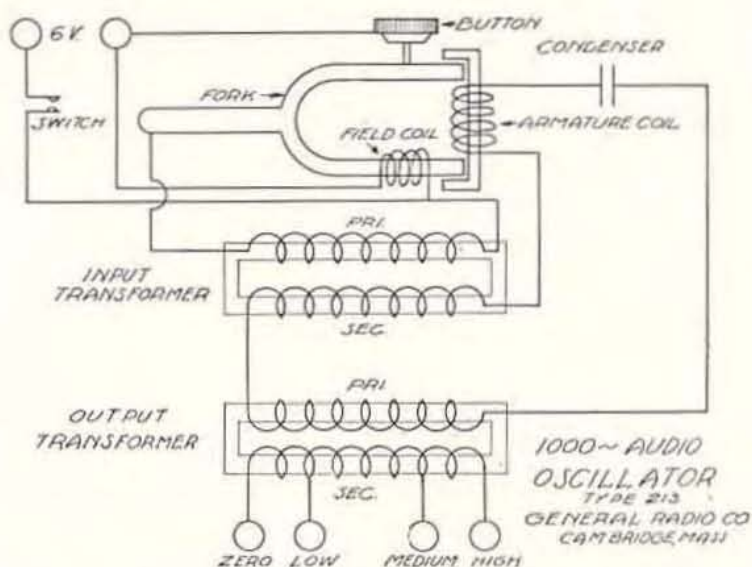 6 V.
BUTTON
CONDENSER
FORK
SWITCH
FIELD COIL
ARMATURE COIL
PRI.
INPUT
TRANSFORMER
SEC.
PRI.
OUTPUT
TRANSFORMER
SEC.
1000~ AUDIO
OSCILLATOR
TYPE 213
GENERAL RADIO CO
CAMBRIDGE, MASS
ZERO LOW MEDIUM HIGH